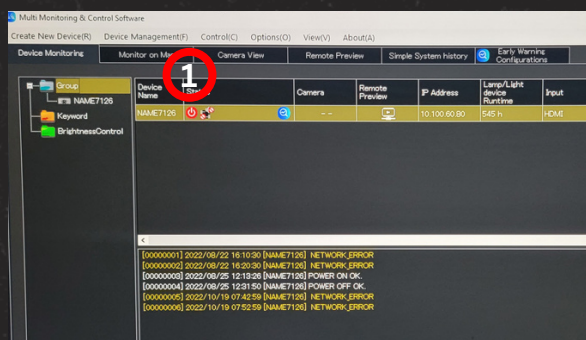 Multi Monitoring & Control Software
Create New Device(R) Device Management(F) Control(C) Options(O) View(V) About(A)
Device Monitoring Monitor on Map Camera View Remote Preview Simple System history Early Warning Configurations
1
Group
NAME7126
Keyword
BrightnessControl
Device Name Camera Remote Preview IP Address Lamp/Light device Runtime Input
NAME7126 -- 10.100.60.80 545 h HDMI
[00000001] 2022/08/22 16:10:30 [NAME7126] NETWORK_ERROR
[00000002] 2022/08/22 16:20:30 [NAME7126] NETWORK_ERROR
[00000003] 2022/08/25 12:13:26 [NAME7126] POWER ON OK.
[00000004] 2022/08/25 12:31:50 [NAME7126] POWER OFF OK.
[00000005] 2022/10/19 07:42:59 [NAME7126] NETWORK_ERROR
[00000006] 2022/10/19 07:52:59 [NAME7126] NETWORK_ERROR